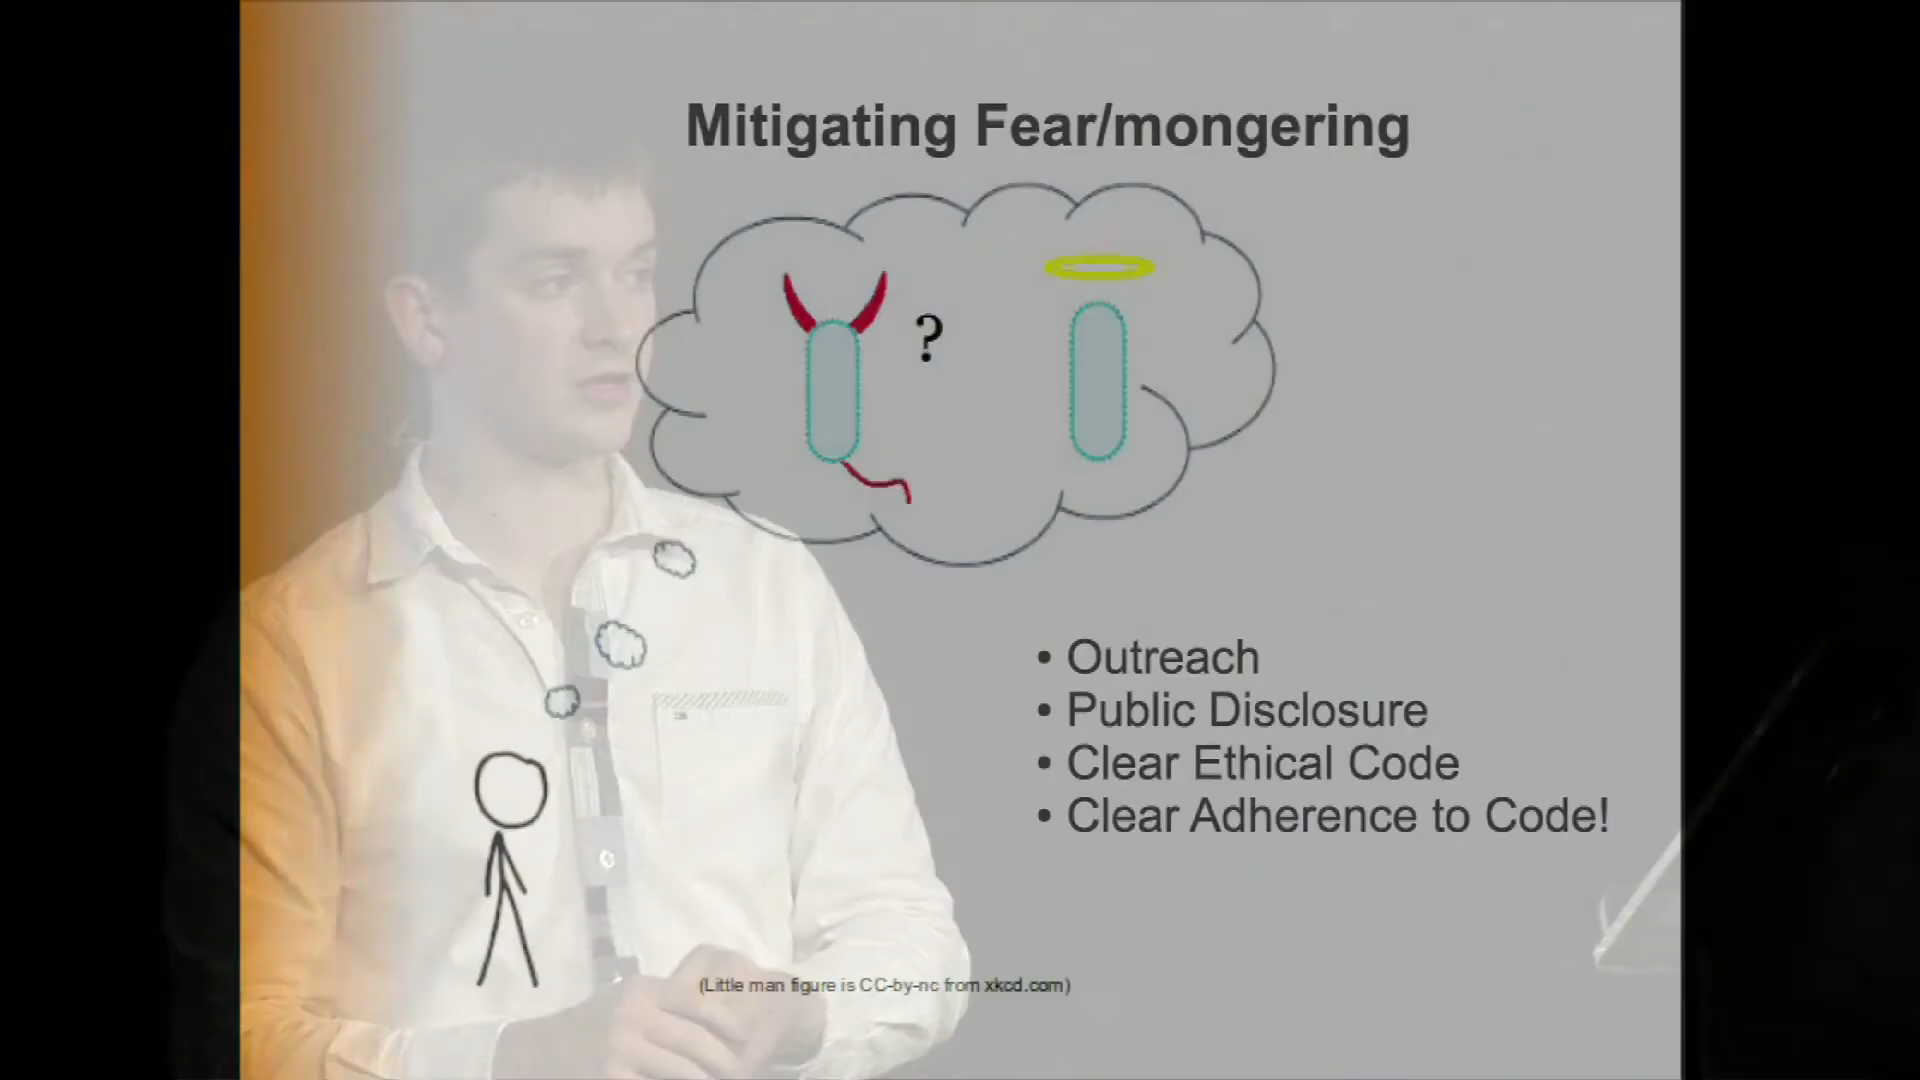 Mitigating Fear/mongering
?
• Outreach
• Public Disclosure
• Clear Ethical Code
• Clear Adherence to Code!
(Little man figure is CC-by-nc from xkcd.com)